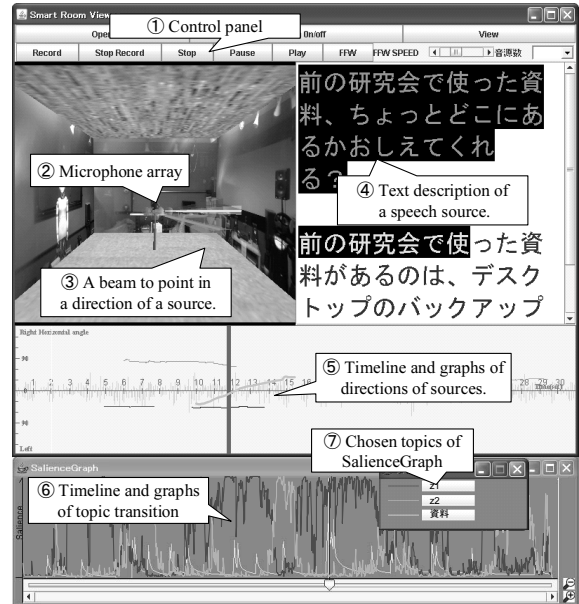 Smart Room View
① Control panel
Ope
On/off
View
Record
Stop Record
Stop
Pause
Play
FFW
FFW SPEED
音源数
② Microphone array
③ A beam to point in
a direction of a source.
前の研究会で使った資
料、ちょっとどこにあ
るかおしえてくれ
る?
④ Text description of
a speech source.
前の研究会で使った資
料があるのは、デスク
トップのバックアップ
Right Horizontal angle
90
1 2 3 4 5 6 7 8 9 10 11 12 13 14 15 16 28 29 30
0
⑤ Timeline and graphs of
directions of sources.
90
Left
⑦ Chosen topics of
SalienceGraph
SalienceGraph
⑥ Timeline and graphs
of topic transition
Salience
z1
z2
資料